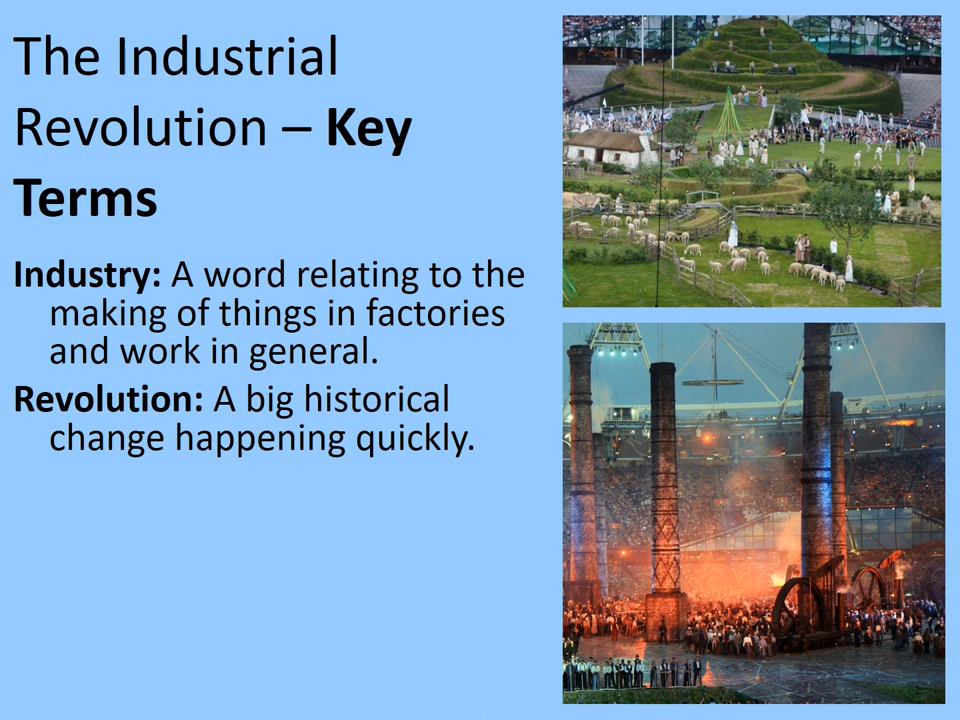 The Industrial
Revolution – Key
Terms
Industry: A word relating to the
making of things in factories
and work in general.
Revolution: A big historical
change happening quickly.